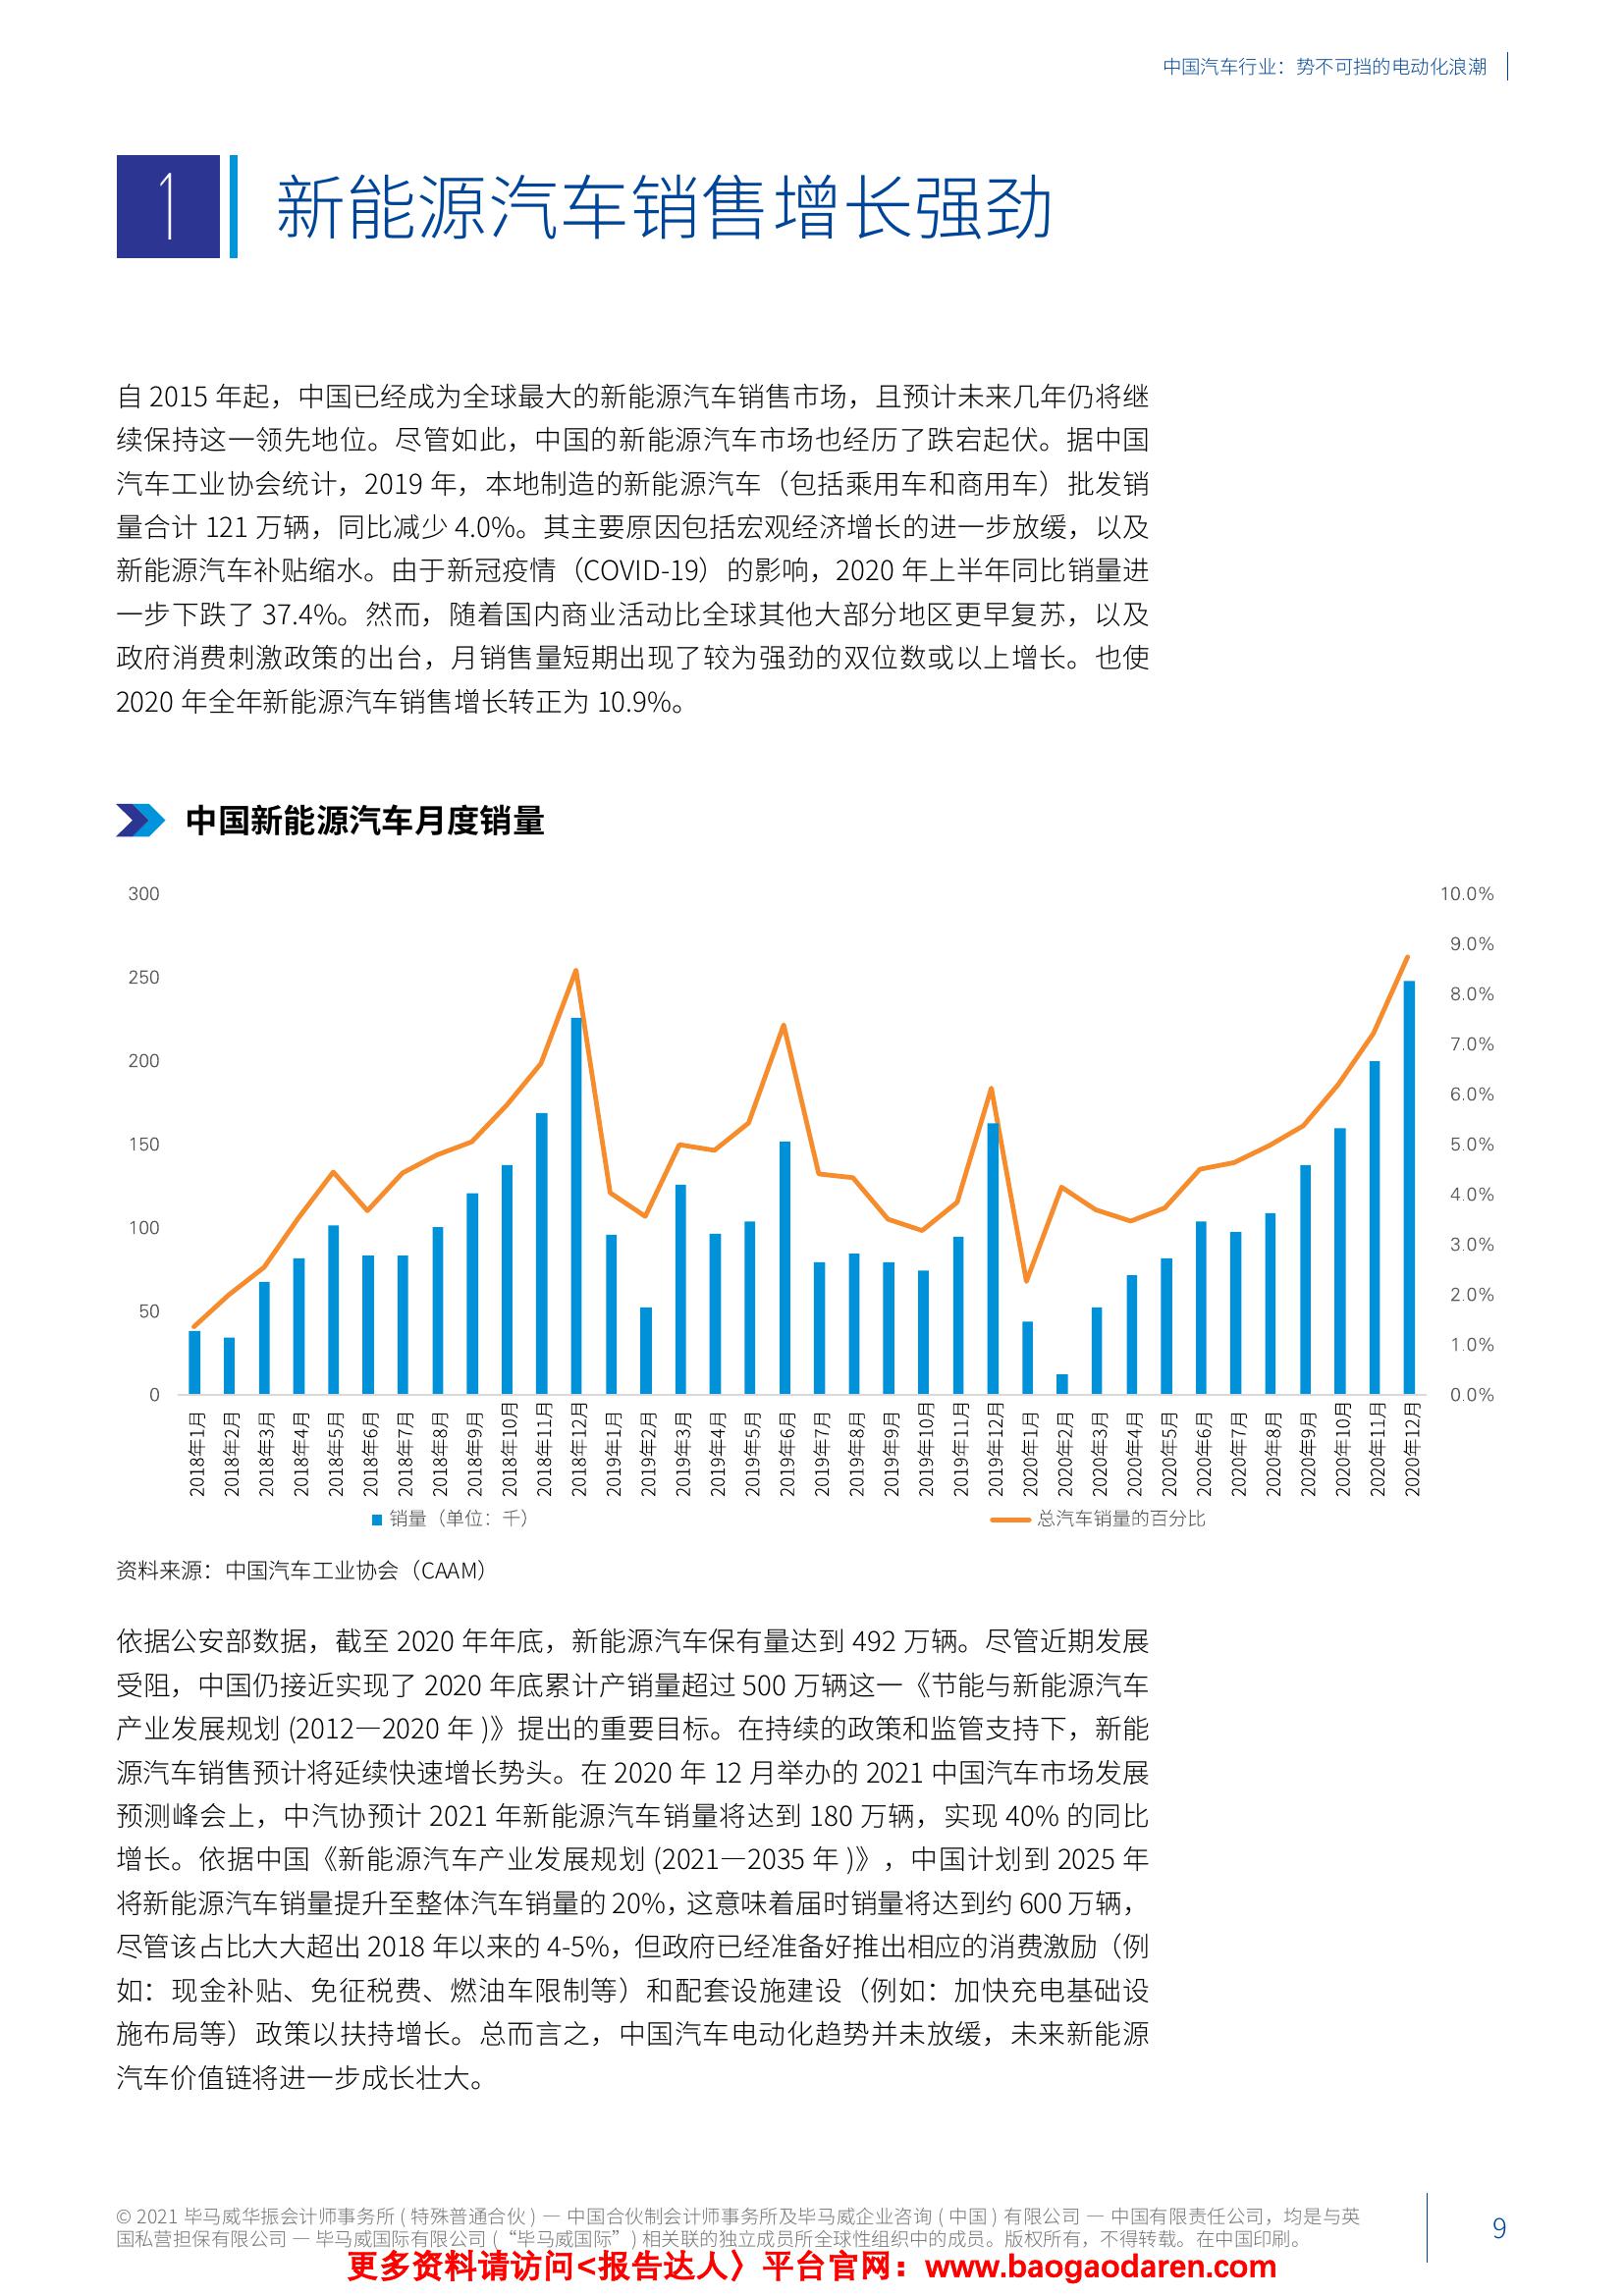 中国汽车行业：势不可挡的电动化浪潮
1
新能源汽车销售增长强劲
自 2015 年起，中国已经成为全球最大的新能源汽车销售市场，且预计未来几年仍将继
续保持这一领先地位。尽管如此，中国的新能源汽车市场也经历了跌宕起伏。据中国
汽车工业协会统计，2019 年，本地制造的新能源汽车（包括乘用车和商用车）批发销
量合计 121 万辆，同比减少 4.0%。其主要原因包括宏观经济增长的进一步放缓，以及
新能源汽车补贴缩水。由于新冠疫情（COVID-19）的影响，2020 年上半年同比销量进
一步下跌了 37.4%。然而，随着国内商业活动比全球其他大部分地区更早复苏，以及
政府消费刺激政策的出台，月销售量短期出现了较为强劲的双位数或以上增长。也使
2020 年全年新能源汽车销售增长转正为 10.9%。
中国新能源汽车月度销量
300
250
200
150
100
50
0
10.0%
9.0%
8.0%
7.0%
6.0%
5.0%
4.0%
3.0%
2.0%
1.0%
0.0%
2018年1月
2018年2月
2018年3月
2018年4月
2018年5月
2018年6月
2018年7月
2018年8月
2018年9月
2018年10月
2018年11月
2018年12月
2019年1月
2019年2月
2019年3月
2019年4月
2019年5月
2019年6月
2019年7月
2019年8月
2019年9月
2019年10月
2019年11月
2019年12月
2020年1月
2020年2月
2020年3月
2020年4月
2020年5月
2020年6月
2020年7月
2020年8月
2020年9月
2020年10月
2020年11月
2020年12月
销量（单位：千）
总汽车销量的百分比
资料来源：中国汽车工业协会（CAAM）
依据公安部数据，截至 2020 年年底，新能源汽车保有量达到 492 万辆。尽管近期发展
受阻，中国仍接近实现了 2020 年底累计产销量超过 500 万辆这一《节能与新能源汽车
产业发展规划 (2012—2020 年 )》提出的重要目标。在持续的政策和监管支持下，新能
源汽车销售预计将延续快速增长势头。在 2020 年 12 月举办的 2021 中国汽车市场发展
预测峰会上，中汽协预计 2021 年新能源汽车销量将达到 180 万辆，实现 40% 的同比
增长。依据中国《新能源汽车产业发展规划 (2021—2035 年 )》，中国计划到 2025 年
将新能源汽车销量提升至整体汽车销量的 20%，这意味着届时销量将达到约 600 万辆，
尽管该占比大大超出 2018 年以来的 4-5%，但政府已经准备好推出相应的消费激励（例
如：现金补贴、免征税费、燃油车限制等）和配套设施建设（例如：加快充电基础设
施布局等）政策以扶持增长。总而言之，中国汽车电动化趋势并未放缓，未来新能源
汽车价值链将进一步成长壮大。
© 2021 毕马威华振会计师事务所 ( 特殊普通合伙 ) — 中国合伙制会计师事务所及毕马威企业咨询 ( 中国 ) 有限公司 — 中国有限责任公司，均是与英
国私营担保有限公司 — 毕马威国际有限公司 (“毕马威国际”) 相关联的独立成员所全球性组织中的成员。版权所有，不得转载。在中国印刷。
9
更多资料请访问<报告达人〉平台官网：www.baogaodaren.com